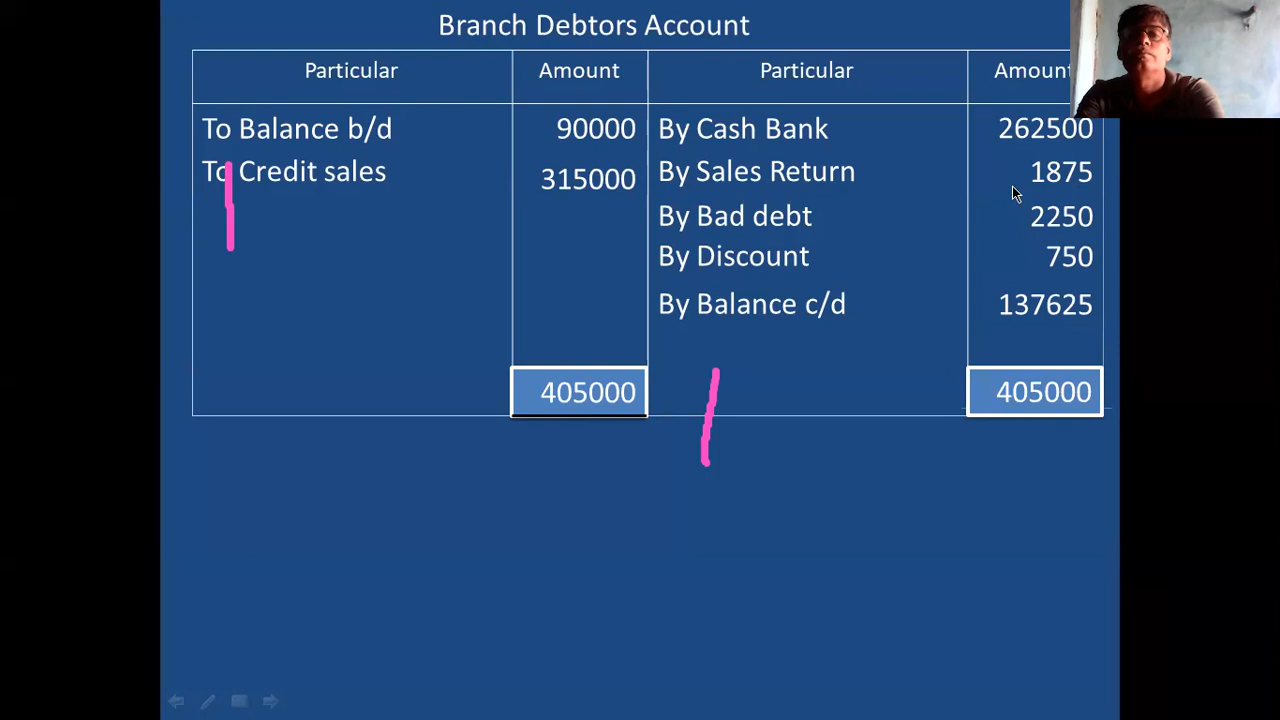 Branch Debtors Account
Particular Amount Particular Amount
To Balance b/d 90000 By Cash Bank 262500
To Credit sales 315000 By Sales Return 1875
By Bad debt 2250
By Discount 750
By Balance c/d 137625
405000 405000